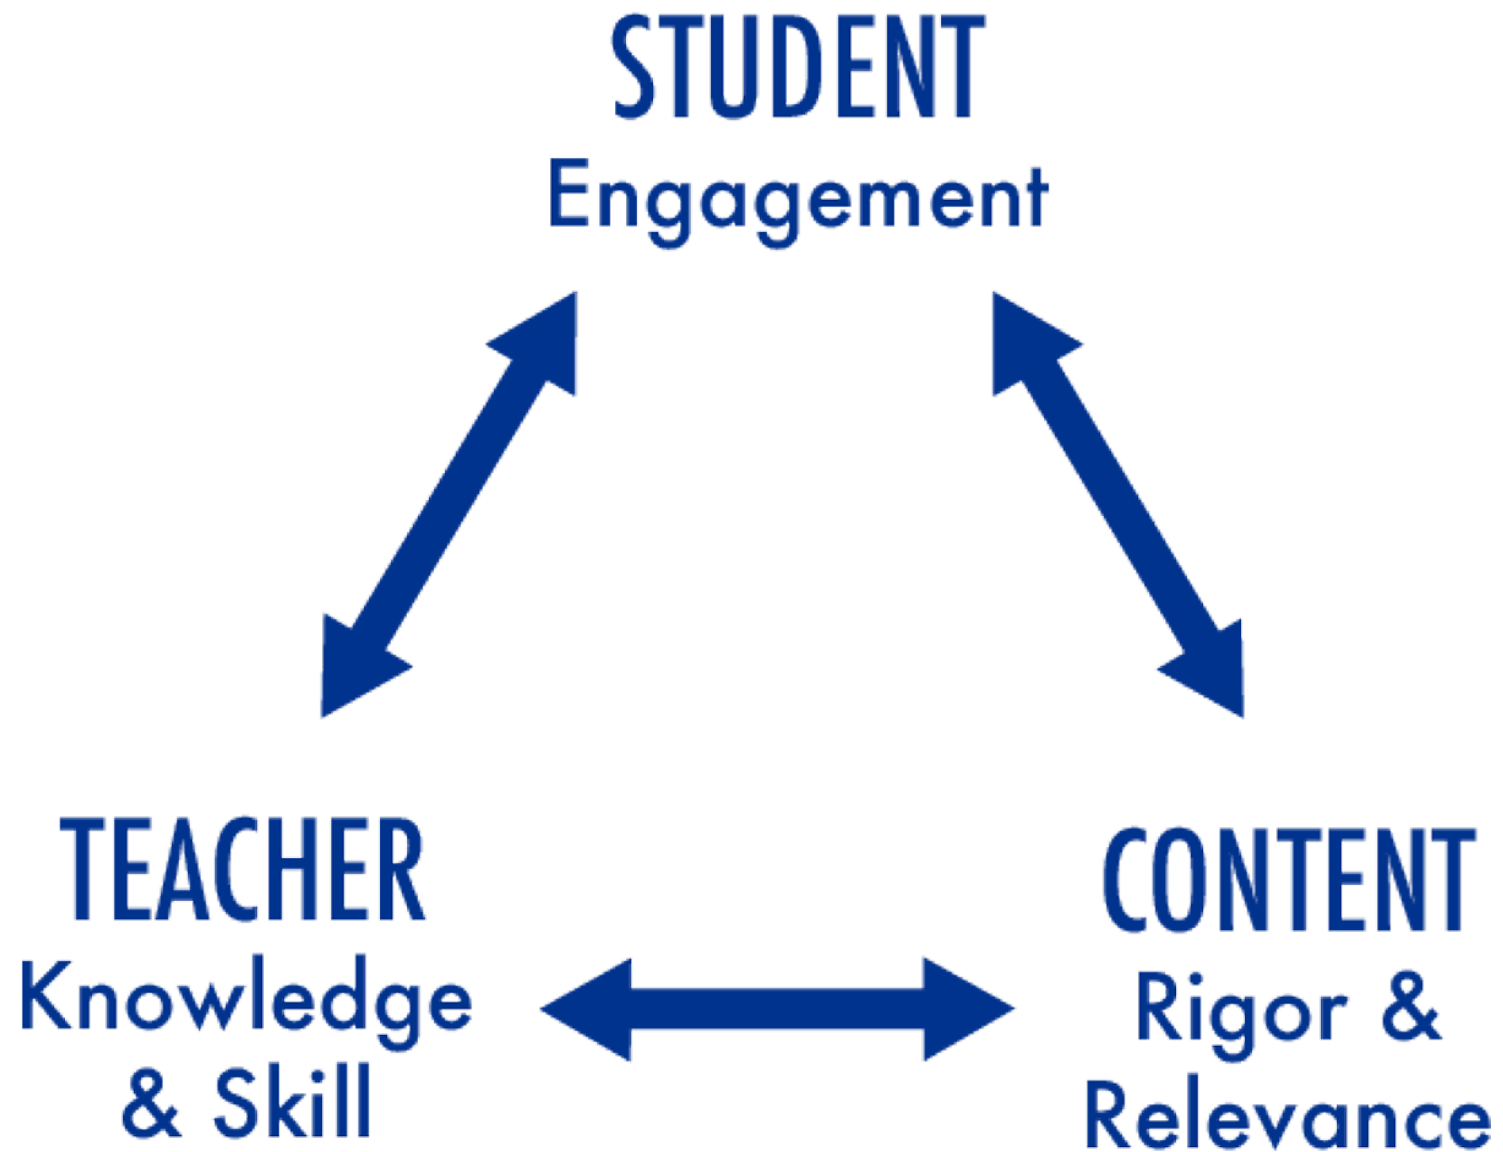 STUDENT
Engagement
TEACHER
Knowledge
& Skill
CONTENT
Rigor &
Relevance